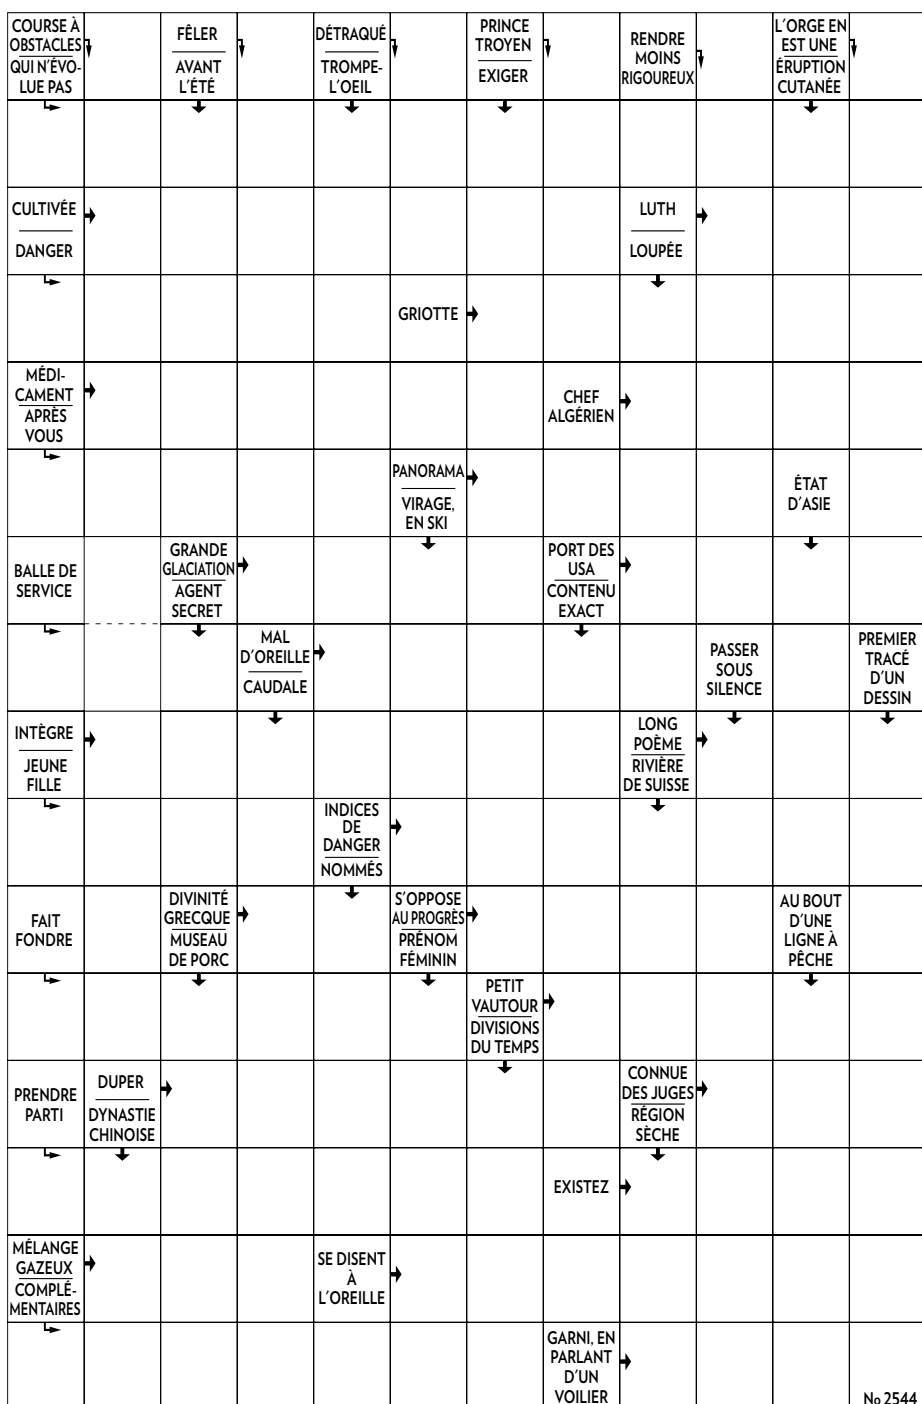 COURSE À
OBSTACLES
QUI N'ÉVO-
LUE PAS
FÊLER
AVANT
L'ÉTÉ
DÉTRAQUÉ
TROMPE-
L'OEIL
PRINCE
TROYEN
EXIGER
RENDRE
MOINS
RIGOUREUX
L'ORGE EN
EST UNE
ÉRUPTION
CUTANÉE
CULTIVÉE
DANGER
LUTH
LOUPÉE
GRIOTTE
MÉDI-
CAMENT
APRÈS
VOUS
CHEF
ALGÉRIEN
PANORAMA
VIRAGE,
EN SKI
ÉTAT
D'ASIE
BALLE DE
SERVICE
GRANDE
GLACIATION
AGENT
SECRET
PORT DES
USA
CONTENU
EXACT
MAL
D'OREILLE
CAUDALE
PASSER
SOUS
SILENCE
PREMIER
TRACÉ
D'UN
DESSIN
INTÈGRE
JEUNE
FILLE
LONG
POÈME
RIVIÈRE
DE SUISSE
INDICES
DE
DANGER
NOMMÉS
FAIT
FONDRE
DIVINITÉ
GRECQUE
MUSEAU
DE PORC
S'OPPOSE
AU PROGRÈS
PRÉNOM
FÉMININ
AU BOUT
D'UNE
LIGNE À
PÊCHE
PETIT
VAUTOUR
DIVISIONS
DU TEMPS
PRENDRE
PARTI
DUPER
DYNASTIE
CHINOISE
CONNUE
DES JUGES
RÉGION
SÈCHE
EXISTEZ
MÉLANGE
GAZEUX
COMPLÉ-
MENTAIRES
SE DISENT
À
L'OREILLE
GARNI, EN
PARLANT
D'UN
VOILIER
No 2544